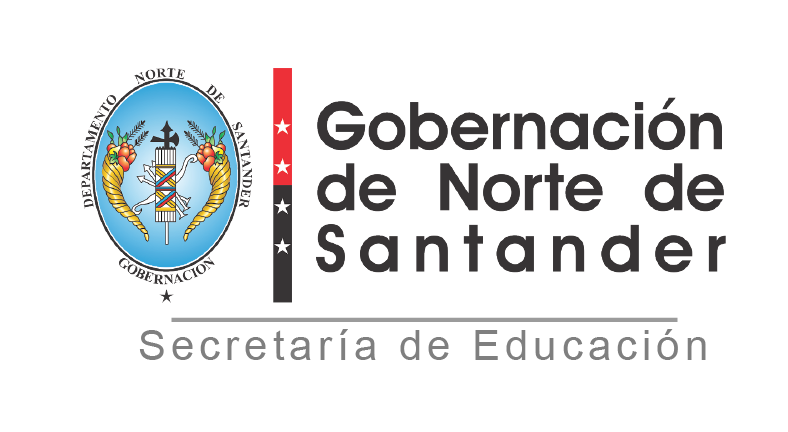 DEPARTAMENTO NORTE DE SANTANDER
GOBERNACION
Gobernación
de Norte de
Santander
Secretaría de Educación